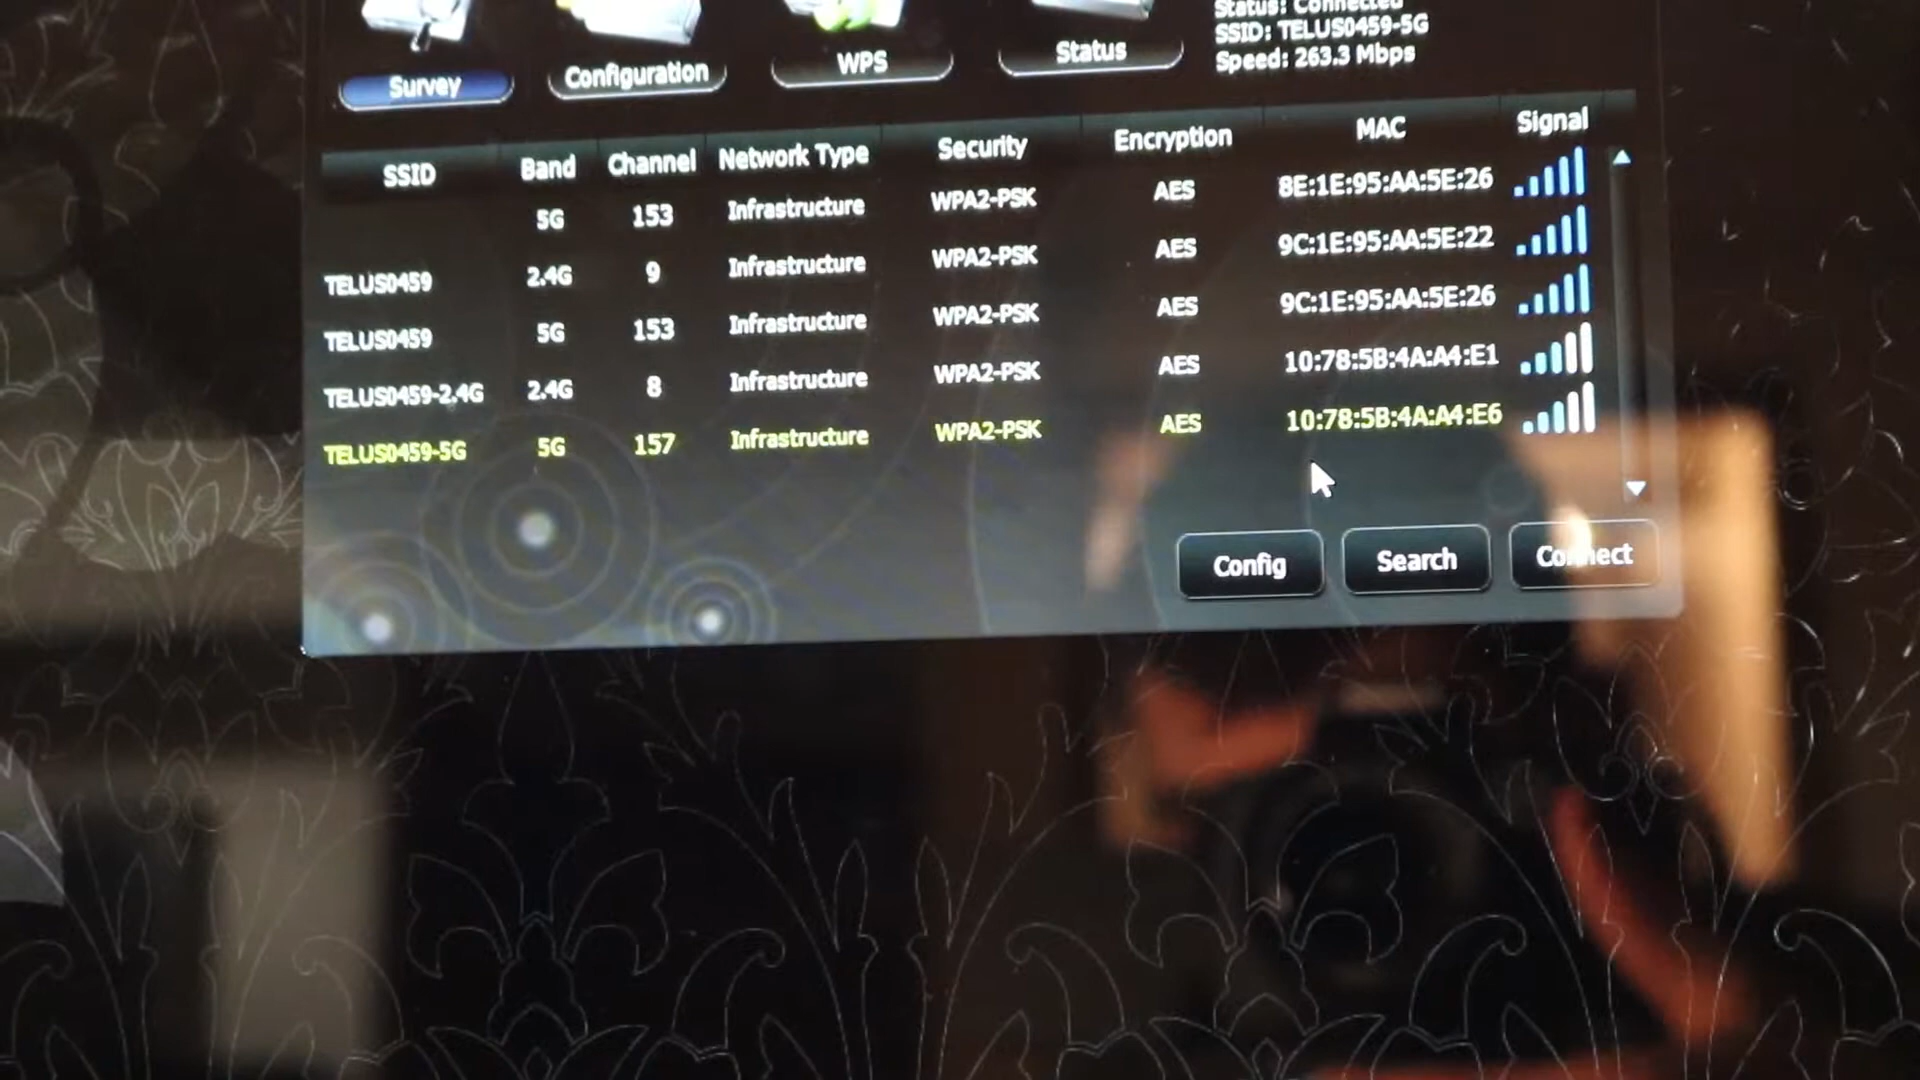 Status: Connected
SSID: TELUS0459-5G
Speed: 263.3 Mbps
Survey Configuration WPS Status
SSID Band Channel Network Type Security Encryption MAC Signal
5G 153 Infrastructure WPA2-PSK AES 8E:1E:95:AA:5E:26
TELUS0459 2.4G 9 Infrastructure WPA2-PSK AES 9C:1E:95:AA:5E:22
TELUS0459 5G 153 Infrastructure WPA2-PSK AES 9C:1E:95:AA:5E:26
TELUS0459-2.4G 2.4G 8 Infrastructure WPA2-PSK AES 10:78:5B:4A:A4:E1
TELUS0459-5G 5G 157 Infrastructure WPA2-PSK AES 10:78:5B:4A:A4:E6
Config Search Connect